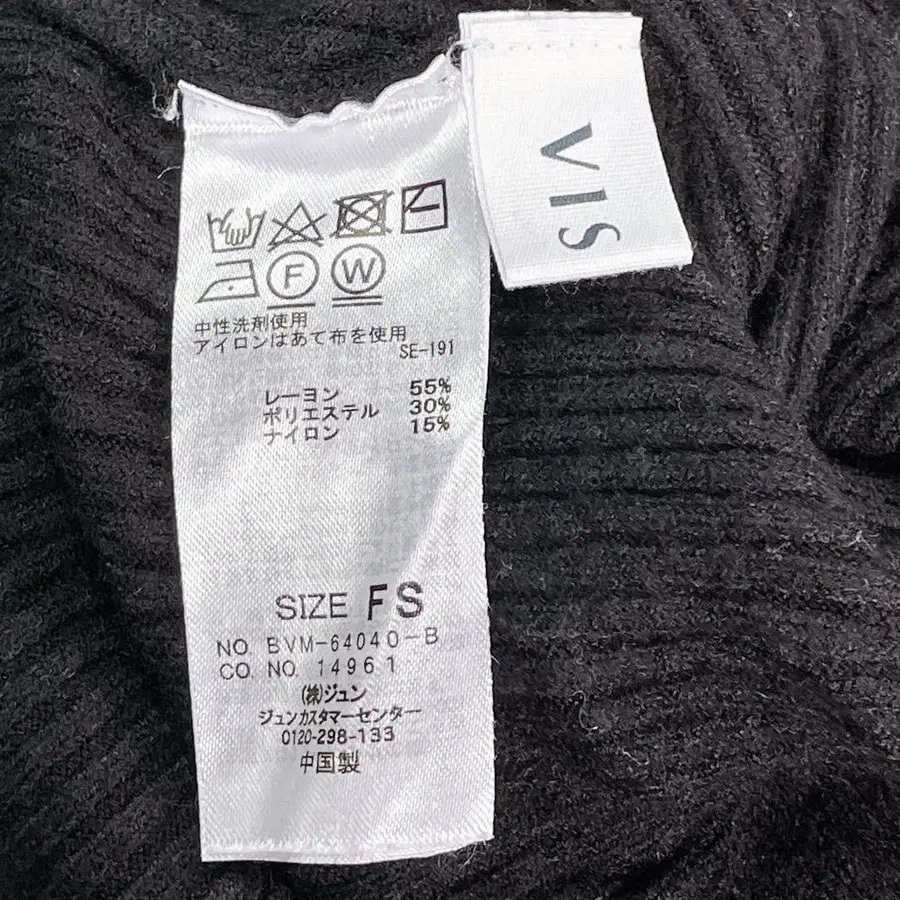 VIS
F W
中性洗剤使用
アイロンはあて布を使用
SE-191
レーヨン 55%
ポリエステル 30%
ナイロン 15%
SIZE FS
NO. BVM-64040-B
CO. NO. 14961
(株)ジュン
ジュンカスタマーセンター
0120-298-133
中国製